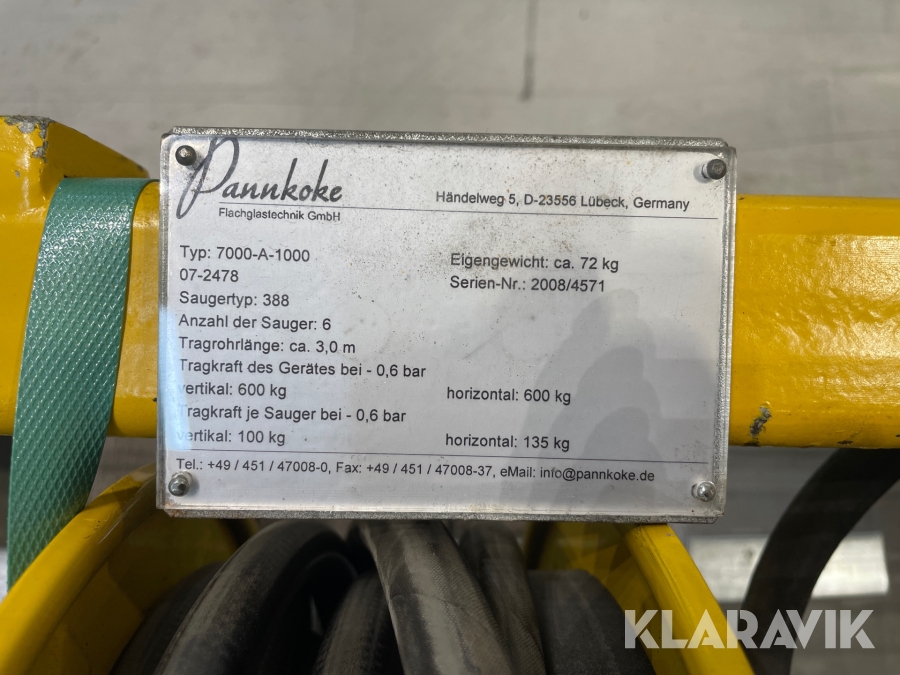 Pannkoke
Flachglastechnik GmbH
Händelweg 5, D-23556 Lübeck, Germany
Typ: 7000-A-1000
07-2478
Eigengewicht: ca. 72 kg
Serien-Nr.: 2008/4571
Saugertyp: 388
Anzahl der Sauger: 6
Tragrohrlänge: ca. 3,0 m
Tragkraft des Gerätes bei - 0,6 bar
vertikal: 600 kg horizontal: 600 kg
Tragkraft je Sauger bei - 0,6 bar
vertikal: 100 kg horizontal: 135 kg
Tel.: +49 / 451 / 47008-0, Fax: +49 / 451 / 47008-37, eMail: info@pannkoke.de
KLARAVIK